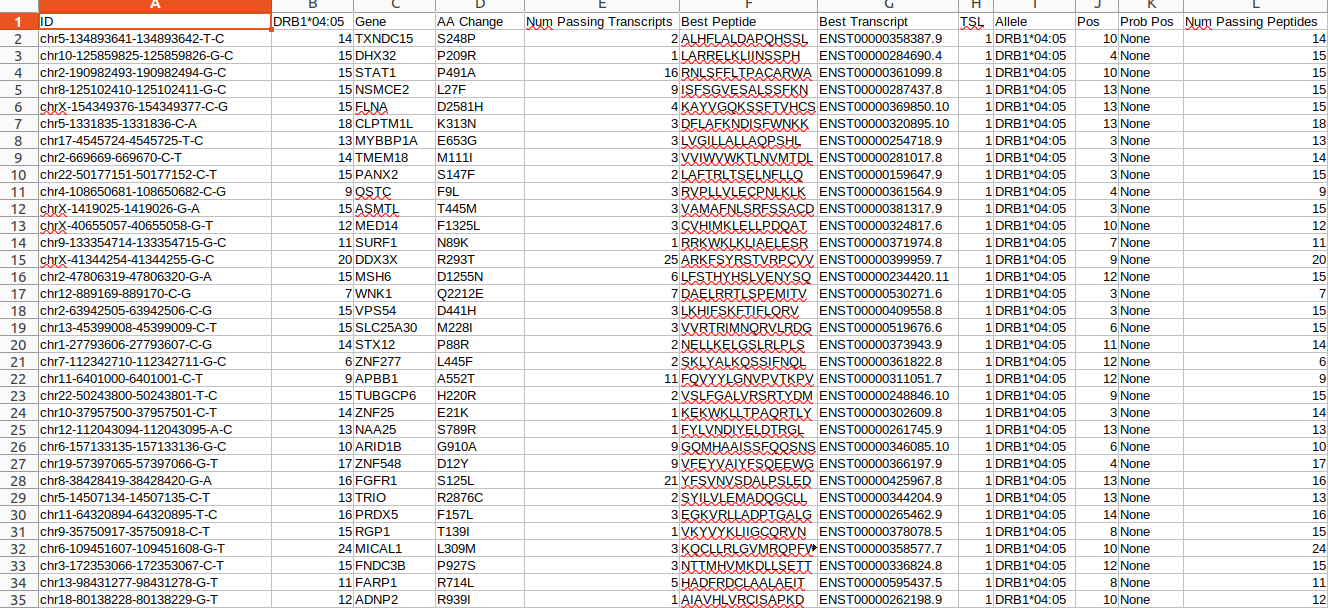 A B C D E F G H I J K L
1 ID DRB1*04:05 Gene AA Change Num Passing Transcripts Best Peptide Best Transcript TSL Allele Pos Prob Pos Num Passing Peptides
2 chr5-134893641-134893642-T-C 14 TXNDC15 S248P 2 ALHFLALDAPQHSSL ENST00000358387.9 1 DRB1*04:05 10 None 14
3 chr10-125859825-125859826-G-C 15 DHX32 P209R 1 LARRELKLIINSSPH ENST00000284690.4 1 DRB1*04:05 4 None 15
4 chr2-190982493-190982494-G-C 15 STAT1 P491A 16 RNLSFFLTPACARWA ENST00000361099.8 1 DRB1*04:05 10 None 15
5 chr8-125102410-125102411-G-C 15 NSMCE2 L27F 9 ISFSGVESALSSFKN ENST00000287437.8 1 DRB1*04:05 13 None 15
6 chrX-154349376-154349377-C-G 15 FLNA D2581H 4 KAYVGQKSSFTVHCS ENST00000369850.10 1 DRB1*04:05 13 None 15
7 chr5-1331835-1331836-C-A 18 CLPTM1L K313N 3 DFLAFKNDISFWNKK ENST00000320895.10 1 DRB1*04:05 13 None 18
8 chr17-4545724-4545725-T-C 13 MYBBP1A E653G 3 LVGILLALLAQPSHL ENST00000254718.9 1 DRB1*04:05 3 None 13
9 chr2-669669-669670-C-T 14 TMEM18 M111I 3 VVIWVWKTLNVMTDL ENST00000281017.8 1 DRB1*04:05 3 None 14
10 chr22-50177151-50177152-C-T 15 PANX2 S147F 2 LAFTRLTSELNFLLQ ENST00000159647.9 1 DRB1*04:05 3 None 15
11 chr4-108650681-108650682-C-G 9 OSTC F9L 3 RVPLLVLECPNLKLK ENST00000361564.9 1 DRB1*04:05 4 None 9
12 chrX-1419025-1419026-G-A 15 ASMTL T445M 3 VAMAFNLSRFSSACD ENST00000381317.9 1 DRB1*04:05 3 None 15
13 chrX-40655057-40655058-G-T 12 MED14 F1325L 3 CVHIMKLELLPDQAT ENST00000324817.6 1 DRB1*04:05 10 None 12
14 chr9-133354714-133354715-G-C 11 SURF1 N89K 1 RRKWKLKLIAELESR ENST00000371974.8 1 DRB1*04:05 7 None 11
15 chrX-41344254-41344255-G-C 20 DDX3X R293T 25 ARKFSYRSTVRPCVV ENST00000399959.7 1 DRB1*04:05 9 None 20
16 chr2-47806319-47806320-G-A 15 MSH6 D1255N 6 LFSTHYHSLVENYSQ ENST00000234420.11 1 DRB1*04:05 12 None 15
17 chr12-889169-889170-C-G 7 WNK1 Q2212E 7 DAELRRTLSPEMITV ENST00000530271.6 1 DRB1*04:05 3 None 7
18 chr2-63942505-63942506-C-G 15 VPS54 D441H 3 LKHIFSKFTIFLQRV ENST00000409558.8 1 DRB1*04:05 3 None 15
19 chr13-45399008-45399009-C-T 15 SLC25A30 M228I 3 VVRTRIMNQRVLRDG ENST00000519676.6 1 DRB1*04:05 6 None 15
20 chr1-27793606-27793607-C-G 14 STX12 P88R 2 NELLKELGSLRLPLS ENST00000373943.9 1 DRB1*04:05 11 None 14
21 chr7-112342710-112342711-G-C 6 ZNF277 L445F 2 SKLYALKQSSIFNQL ENST00000361822.8 1 DRB1*04:05 12 None 6
22 chr11-6401000-6401001-C-T 9 APBB1 A552T 11 FQVYYLGNVPVTKPV ENST00000311051.7 1 DRB1*04:05 12 None 9
23 chr22-50243800-50243801-T-C 15 TUBGCP6 H220R 2 VSLFGALVRSRTYDM ENST00000248846.10 1 DRB1*04:05 9 None 15
24 chr10-37957500-37957501-C-T 14 ZNF25 E21K 1 KEKWKLLTPAQRTLY ENST00000302609.8 1 DRB1*04:05 3 None 14
25 chr12-112043094-112043095-A-C 13 NAA25 S789R 1 FYLVNDIYELDTRGL ENST00000261745.9 1 DRB1*04:05 13 None 13
26 chr6-157133135-157133136-G-C 10 ARID1B G910A 9 GQMHAAISSFQQSNS ENST00000346085.10 1 DRB1*04:05 6 None 10
27 chr19-57397065-57397066-G-T 17 ZNF548 D12Y 9 VFEYVAIYFSQEEWG ENST00000366197.9 1 DRB1*04:05 4 None 17
28 chr8-38428419-38428420-G-A 16 FGFR1 S125L 21 YFSVNVSDALPSLED ENST00000425967.8 1 DRB1*04:05 13 None 16
29 chr5-14507134-14507135-C-T 13 TRIO R2876C 2 SYILVLEMADQGCLL ENST00000344204.9 1 DRB1*04:05 13 None 13
30 chr11-64320894-64320895-T-C 16 PRDX5 F157L 3 EGKVRLLADPTGALG ENST00000265462.9 1 DRB1*04:05 14 None 16
31 chr9-35750917-35750918-C-T 15 RGP1 T139I 1 VKYVYKLIIGCQRVN ENST00000378078.5 1 DRB1*04:05 8 None 15
32 chr6-109451607-109451608-G-T 24 MICAL1 L309M 3 KQCLLRLGVMRQPFW ENST00000358577.7 1 DRB1*04:05 10 None 24
33 chr3-172253066-172253067-C-T 15 FNDC3B P927S 3 NTTMHVMKDLLSETT ENST00000336824.8 1 DRB1*04:05 12 None 15
34 chr13-98431277-98431278-G-T 11 FARP1 R714L 5 HADFRDCLAALAEIT ENST00000595437.5 1 DRB1*04:05 8 None 11
35 chr18-80138228-80138229-G-T 12 ADNP2 R939I 1 AIAVHLVRCISAPKD ENST00000262198.9 1 DRB1*04:05 10 None 12